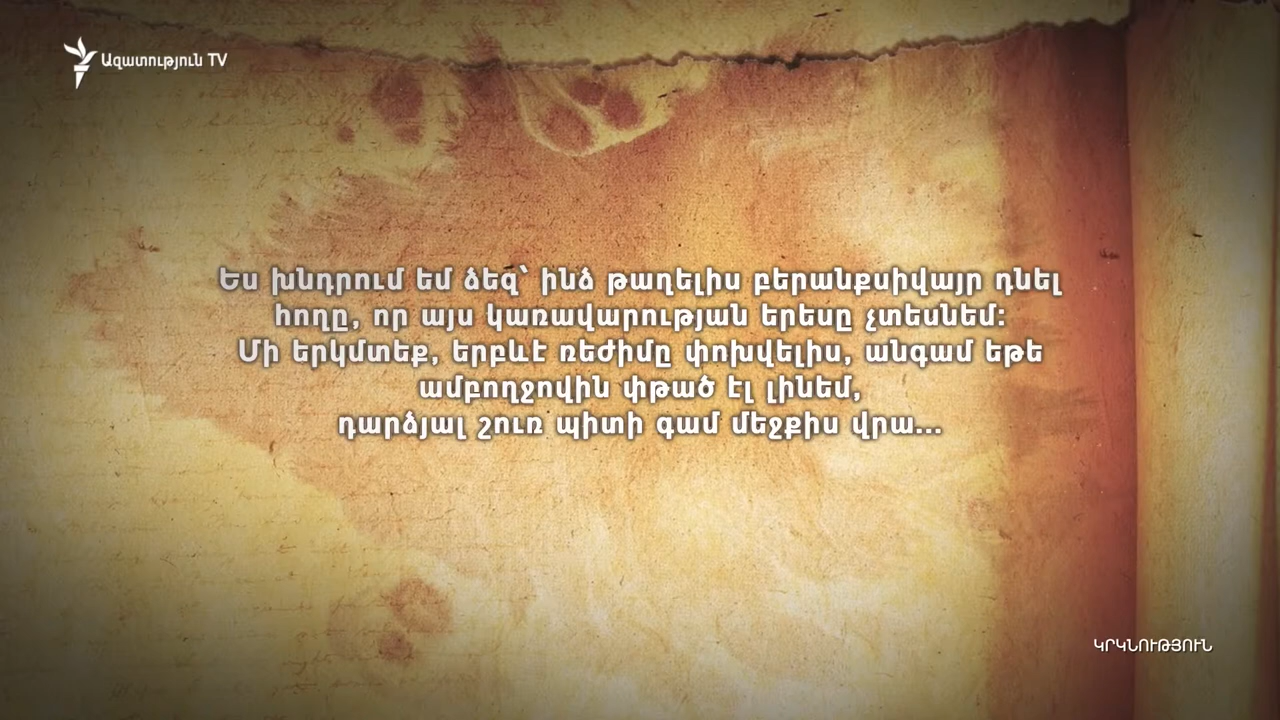 Ազատություն TV
Ես խնդրում եմ ձեզ՝ ինձ թաղելիս բերանքսիվայր դնել
հողը, որ այս կառավարության երեսը չտեսնեմ:
Մի երկմտեք, երբևէ ռեժիմը փոխվելիս, անգամ եթե
ամբողջովին փթած էլ լինեմ,
դարձյալ շուռ պիտի գամ մեջքիս վրա...
ԿՐԿՆՈՒԹՅՈՒՆ